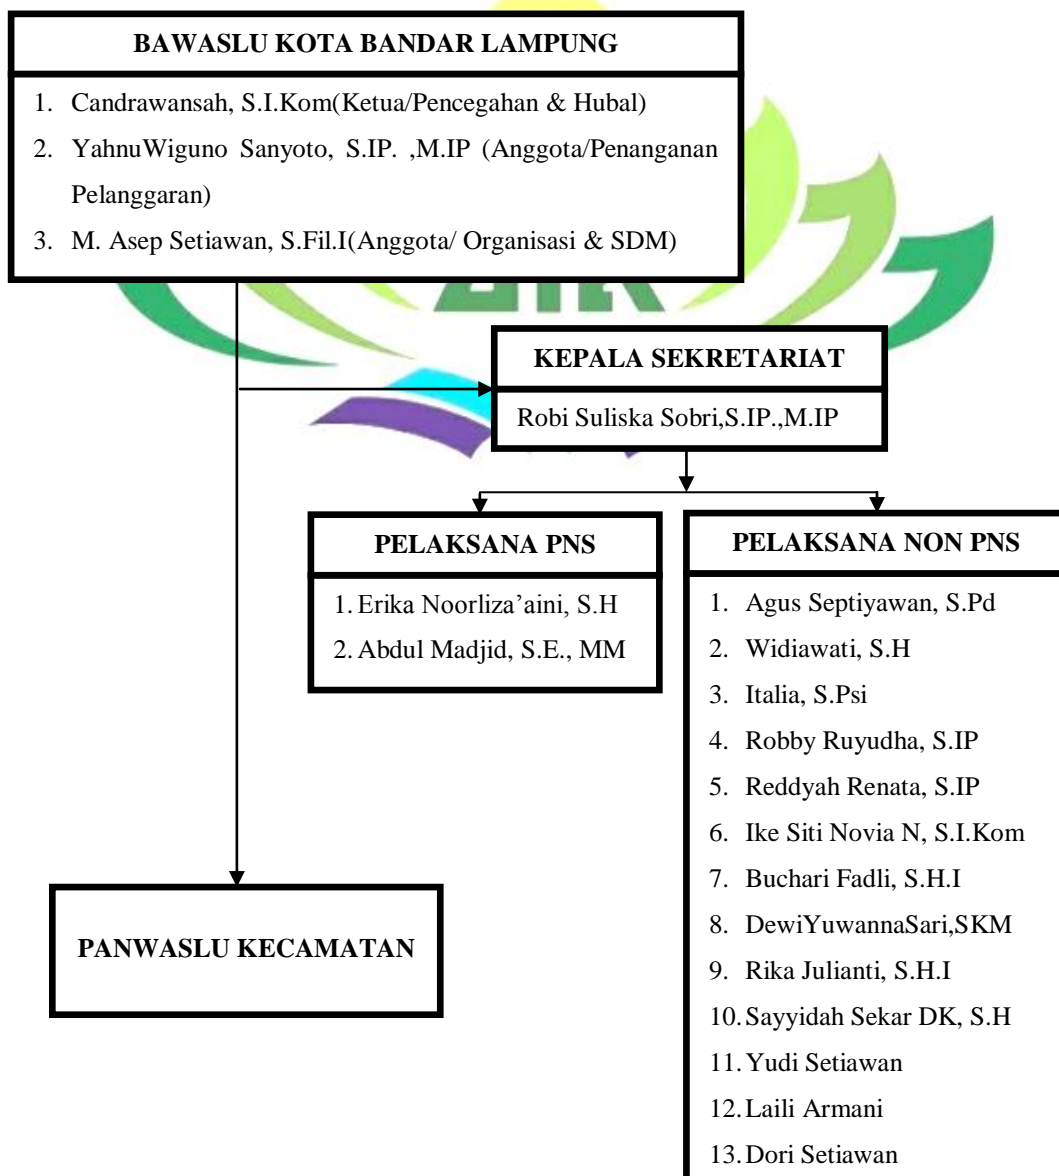 BAWASLU KOTA BANDAR LAMPUNG
1. Candrawansah, S.I.Kom(Ketua/Pencegahan & Hubal)
2. YahnuWiguno Sanyoto, S.IP. ,M.IP (Anggota/Penanganan
Pelanggaran)
3. M. Asep Setiawan, S.Fil.I(Anggota/ Organisasi & SDM)
KEPALA SEKRETARIAT
Robi Suliska Sobri,S.IP.,M.IP
PELAKSANA PNS
1. Erika Noorliza’aini, S.H
2. Abdul Madjid, S.E., MM
PELAKSANA NON PNS
1. Agus Septiyawan, S.Pd
2. Widiawati, S.H
3. Italia, S.Psi
4. Robby Ruyudha, S.IP
5. Reddyah Renata, S.IP
6. Ike Siti Novia N, S.I.Kom
7. Buchari Fadli, S.H.I
8. DewiYuwannaSari,SKM
9. Rika Julianti, S.H.I
10. Sayyidah Sekar DK, S.H
11. Yudi Setiawan
12. Laili Armani
13. Dori Setiawan
PANWASLU KECAMATAN